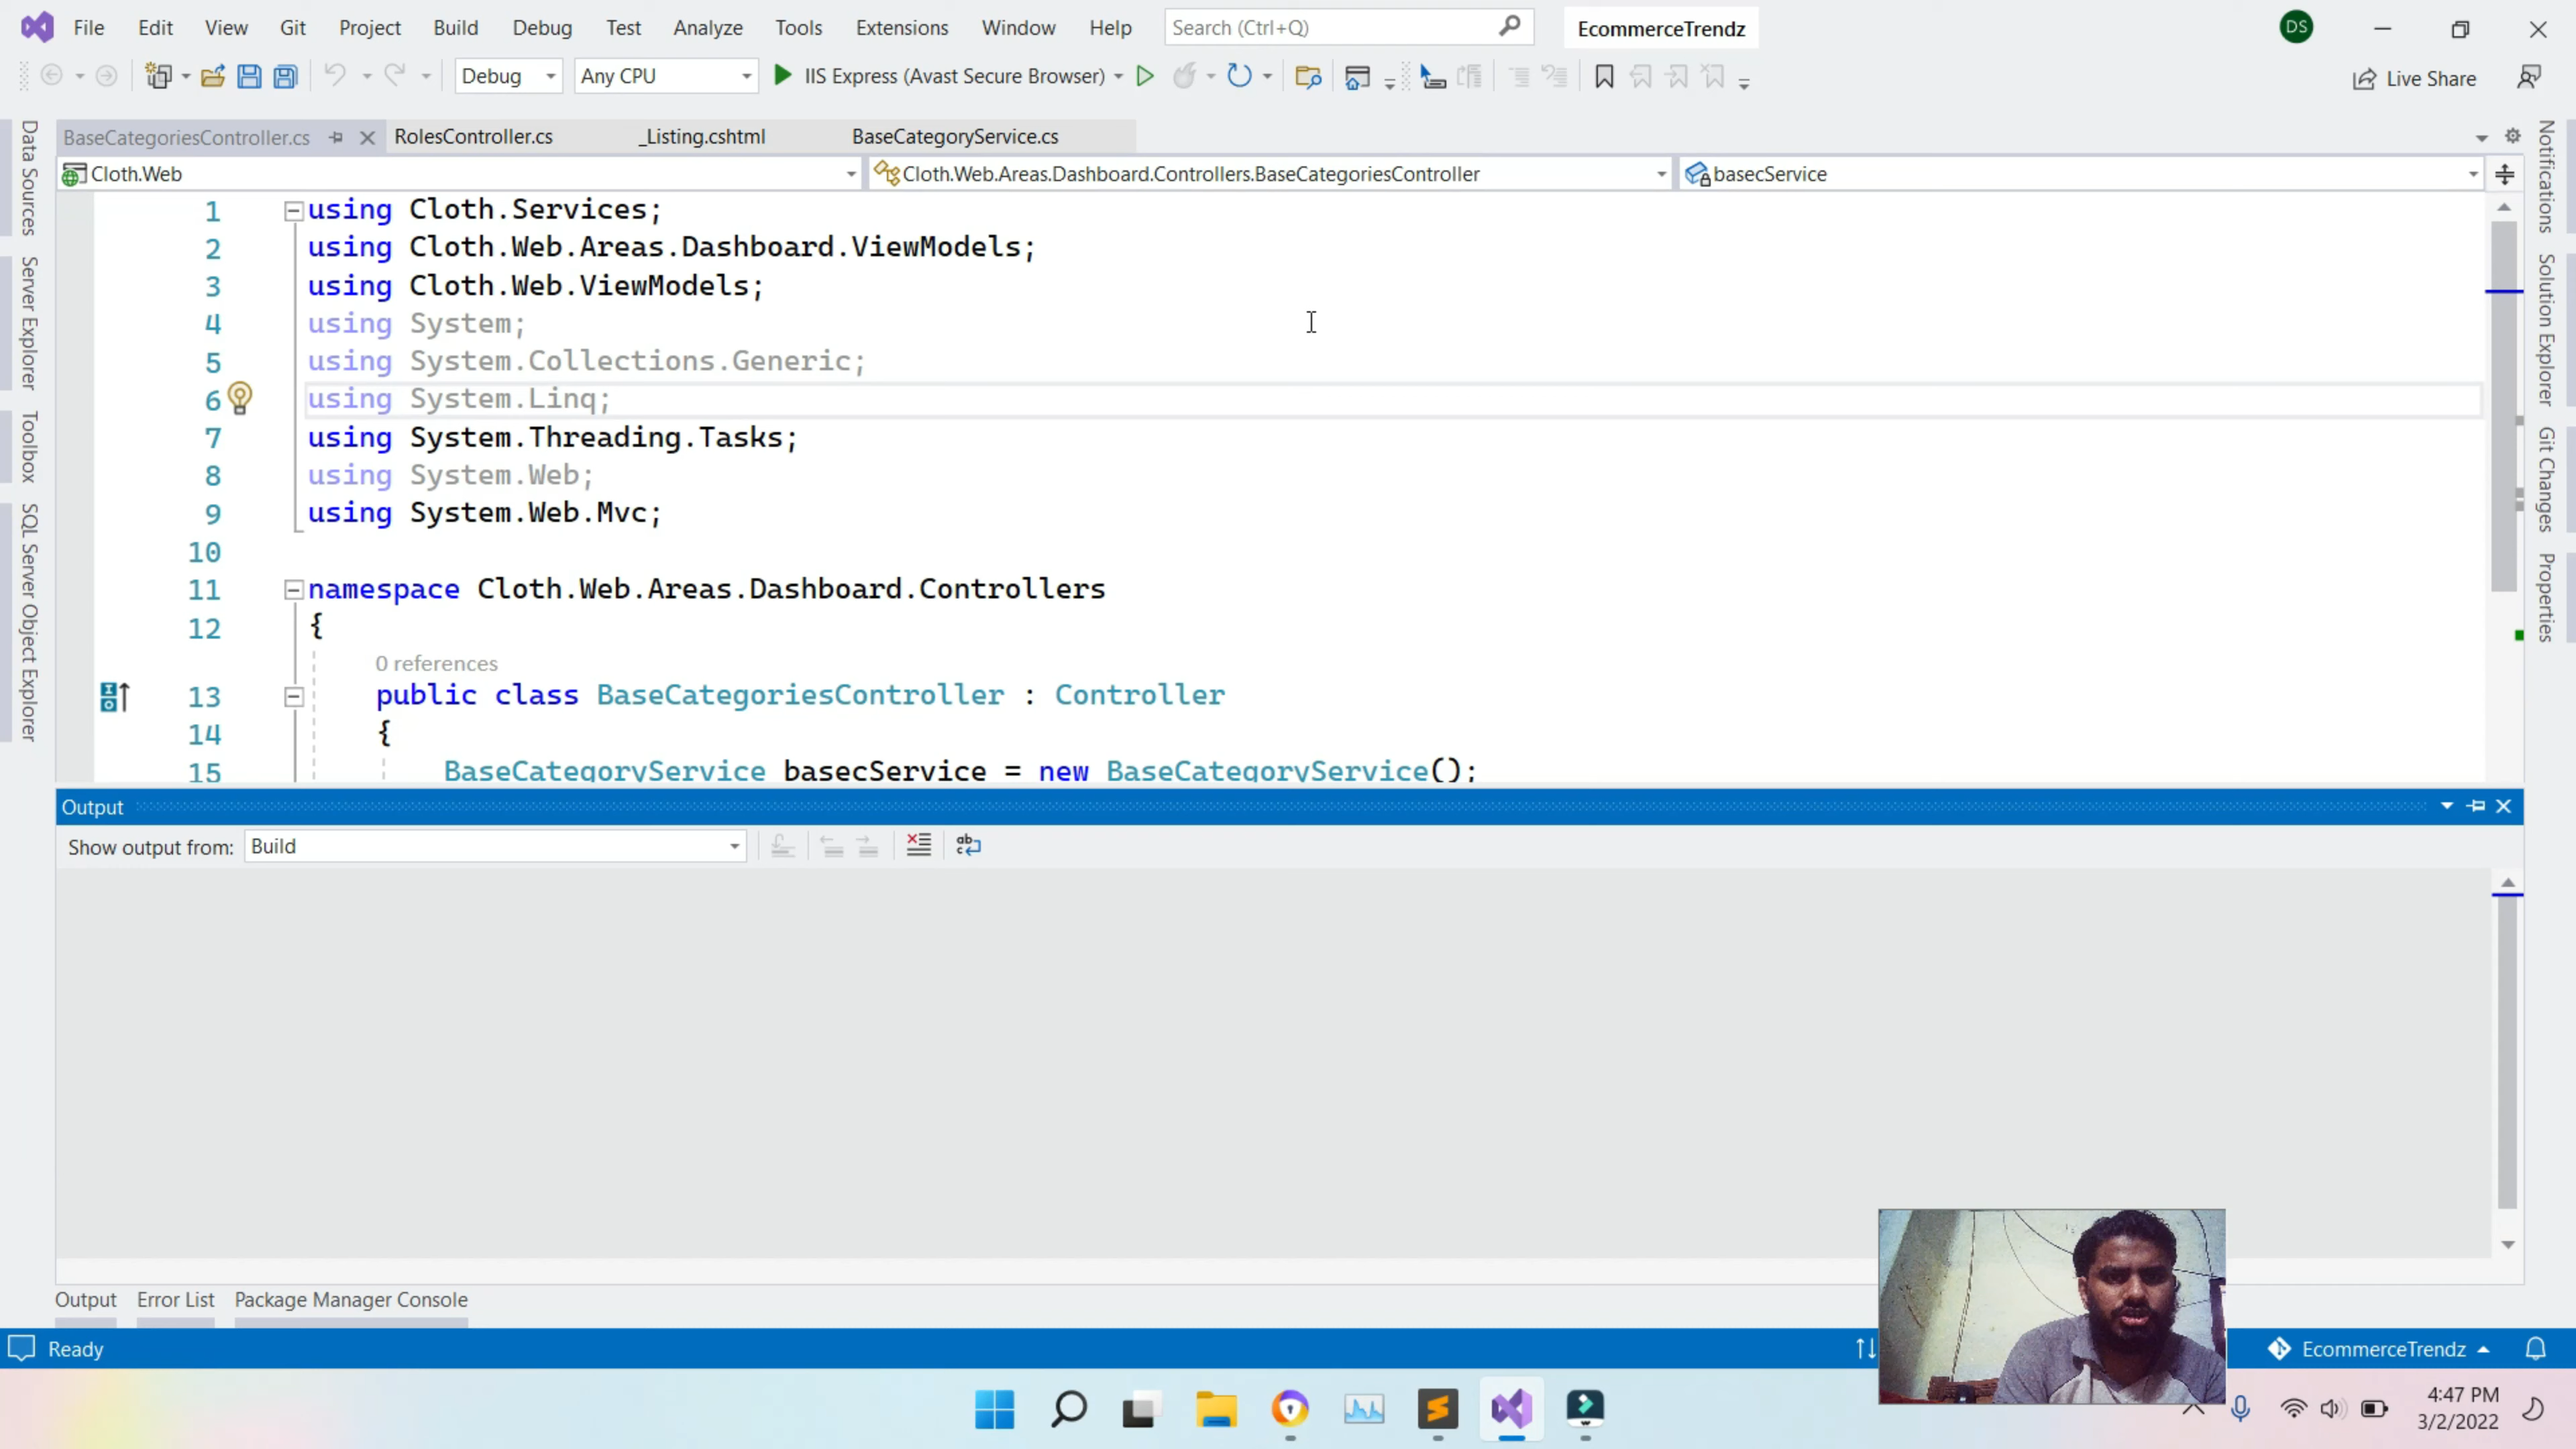 File Edit View Git Project Build Debug Test Analyze Tools Extensions Window Help Search (Ctrl+Q) EcommerceTrendz DS
Debug Any CPU IIS Express (Avast Secure Browser) Live Share
BaseCategoriesController.cs RolesController.cs _Listing.cshtml BaseCategoryService.cs
Cloth.Web Cloth.Web.Areas.Dashboard.Controllers.BaseCategoriesController basecService
Data Sources
Server Explorer
Toolbox
SQL Server Object Explorer
1 using Cloth.Services;
2 using Cloth.Web.Areas.Dashboard.ViewModels;
3 using Cloth.Web.ViewModels;
4 using System;
5 using System.Collections.Generic;
6 using System.Linq;
7 using System.Threading.Tasks;
8 using System.Web;
9 using System.Web.Mvc;
10
11 namespace Cloth.Web.Areas.Dashboard.Controllers
12 {
0 references
13 public class BaseCategoriesController : Controller
14 {
15 BaseCategoryService basecService = new BaseCategoryService();
Notifications
Solution Explorer
Git Changes
Properties
Output
Show output from: Build
Output Error List Package Manager Console
Ready EcommerceTrendz
4:47 PM
3/2/2022